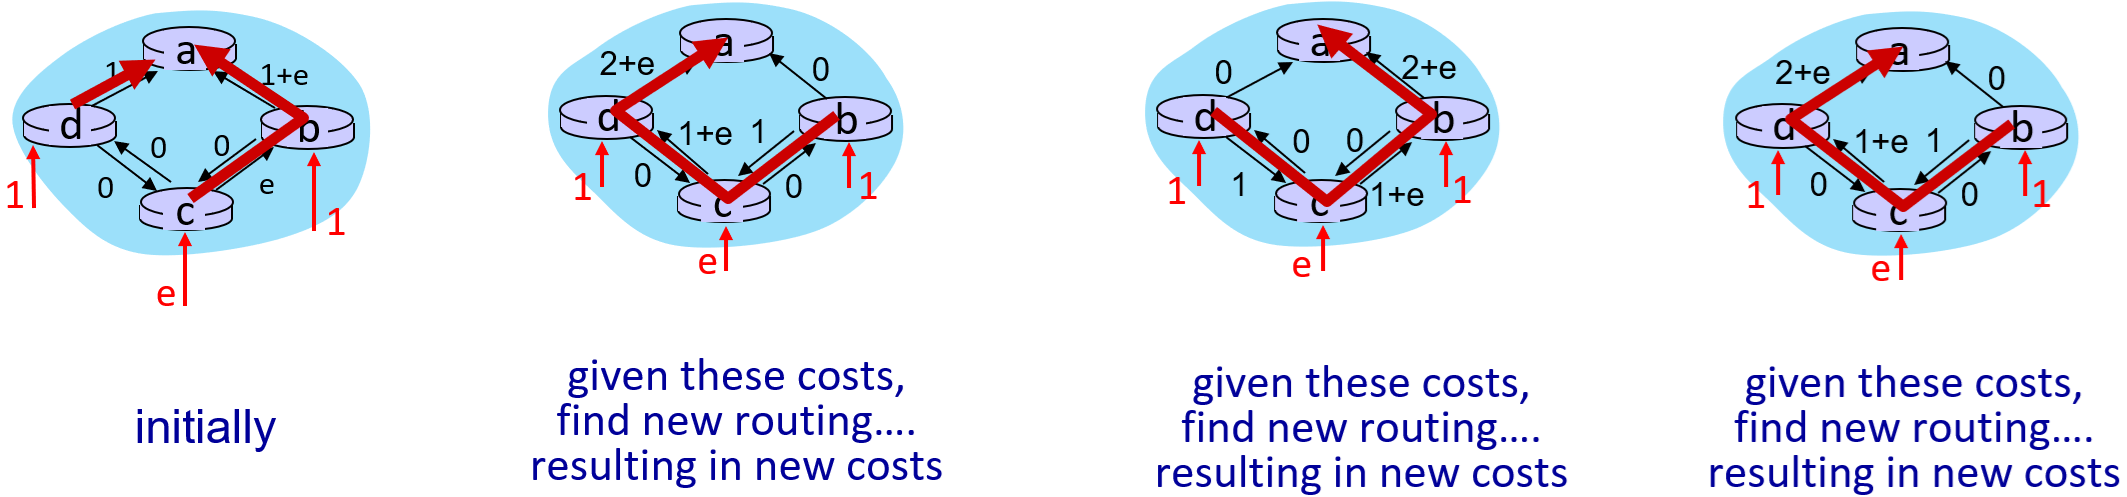 a
1
1+e
d
b
0
0
0
e
c
1
1
e
initially
a
2+e
0
d
b
1+e
1
0
0
c
1
1
e
given these costs,
find new routing….
resulting in new costs
a
0
2+e
d
b
0
0
1
1+e
c
1
1
e
given these costs,
find new routing….
resulting in new costs
a
2+e
0
d
b
1+e
1
0
0
c
1
1
e
given these costs,
find new routing….
resulting in new costs